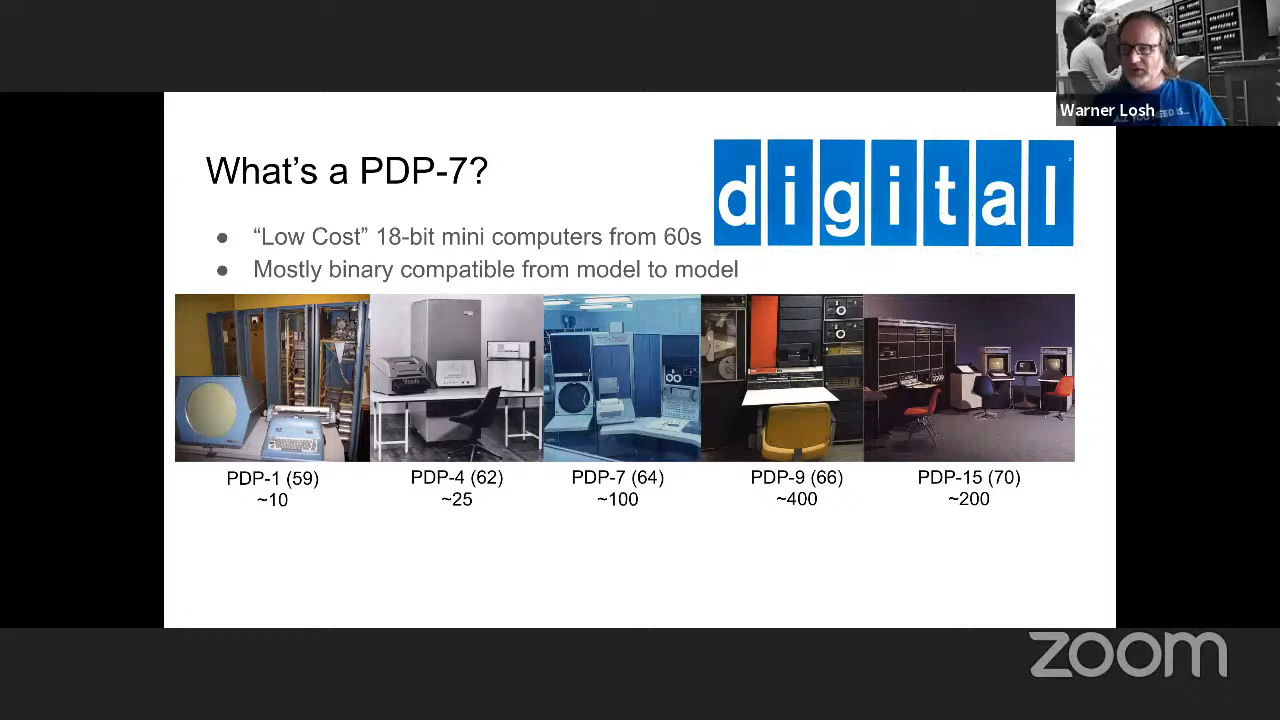 Warner Losh
What's a PDP-7?
digital
● “Low Cost” 18-bit mini computers from 60s
● Mostly binary compatible from model to model
PDP-1 (59)
~10
PDP-4 (62)
~25
PDP-7 (64)
~100
PDP-9 (66)
~400
PDP-15 (70)
~200
zoom